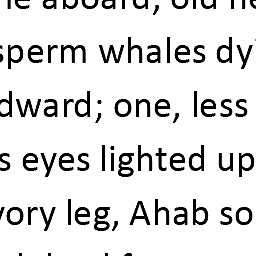 aboard, old
sperm whales dy
dward; one, less
s eyes lighted up
vory leg, Ahab so